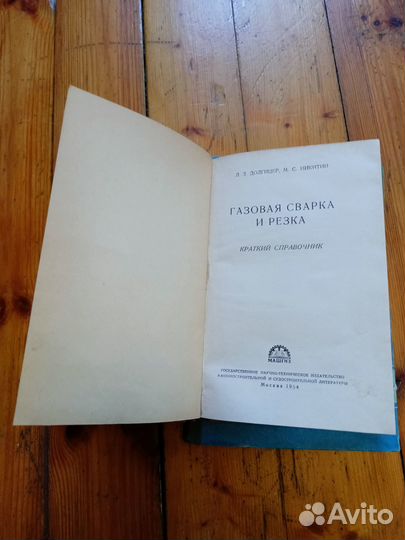 Л. З. ДОЛГИЦЕР, М. С. НИКИТИН
ГАЗОВАЯ СВАРКА
И РЕЗКА
КРАТКИЙ СПРАВОЧНИК
МАШГИЗ
ГОСУДАРСТВЕННОЕ НАУЧНО-ТЕХНИЧЕСКОЕ ИЗДАТЕЛЬСТВО
МАШИНОСТРОИТЕЛЬНОЙ И СУДОСТРОИТЕЛЬНОЙ ЛИТЕРАТУРЫ
Москва 1954
Avito